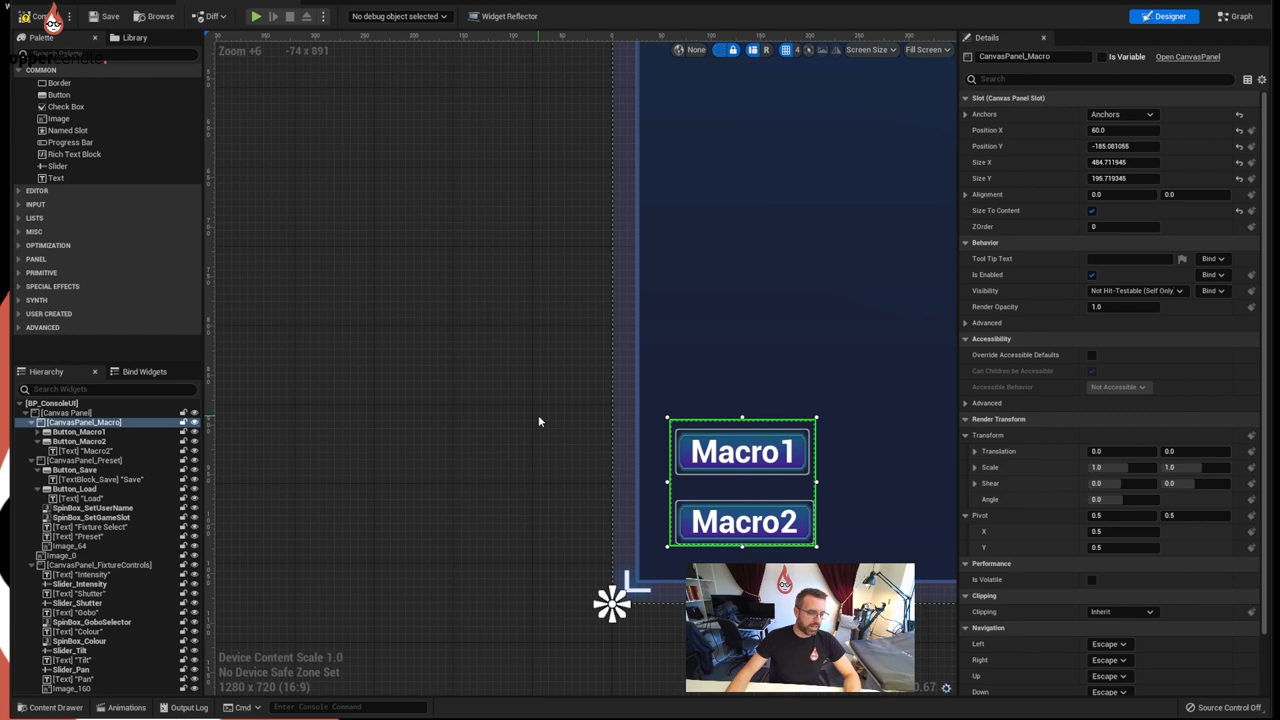 Save
Browse
Diff
No debug object selected
Widget Reflector
Designer
Graph
Palette
Library
COMMON
Border
Button
Check Box
Image
Named Slot
Progress Bar
Rich Text Block
Slider
Text
EDITOR
INPUT
LISTS
MISC
OPTIMIZATION
PANEL
PRIMITIVE
SPECIAL EFFECTS
SYNTH
USER CREATED
ADVANCED
Hierarchy
Bind Widgets
Search Widgets
[BP_ConsoleUI]
[Canvas Panel]
[CanvasPanel_Macro]
Button_Macro1
Button_Macro2
[Text] "Macro2"
[CanvasPanel_Preset]
Button_Save
[TextBlock_Save] "Save"
Button_Load
[Text] "Load"
SpinBox_SetUserName
SpinBox_SetGameSlot
[Text] "Fixture Select"
[Text] "Preset"
Image_64
Image_0
[CanvasPanel_FixtureControls]
[Text] "Intensity"
Slider_Intensity
[Text] "Shutter"
Slider_Shutter
[Text] "Gobo"
SpinBox_GoboSelector
[Text] "Colour"
SpinBox_Colour
Slider_Tilt
[Text] "Tilt"
Slider_Pan
[Text] "Pan"
Image_160
Zoom +6
-74 x 891
None
R
4
Screen Size
Fill Screen
Macro1
Macro2
Device Content Scale 1.0
No Device Safe Zone Set
1280 x 720 (16:9)
0.67
Details
CanvasPanel_Macro
Is Variable
Open CanvasPanel
Search
Slot (Canvas Panel Slot)
Anchors
Anchors
Position X
60.0
Position Y
-185.081055
Size X
484.711945
Size Y
195.719345
Alignment
0.0
0.0
Size To Content
ZOrder
0
Behavior
Tool Tip Text
Bind
Is Enabled
Bind
Visibility
Not Hit-Testable (Self Only
Bind
Render Opacity
1.0
Advanced
Accessibility
Override Accessible Defaults
Can Children be Accessible
Accessible Behavior
Not Accessible
Advanced
Render Transform
Transform
Translation
0.0
0.0
Scale
1.0
1.0
Shear
0.0
0.0
Angle
0.0
Pivot
0.5
0.5
X
0.5
Y
0.5
Performance
Is Volatile
Clipping
Clipping
Inherit
Navigation
Left
Escape
Right
Escape
Up
Escape
Down
Escape
Content Drawer
Animations
Output Log
Cmd
Enter Console Command
Source Control Off